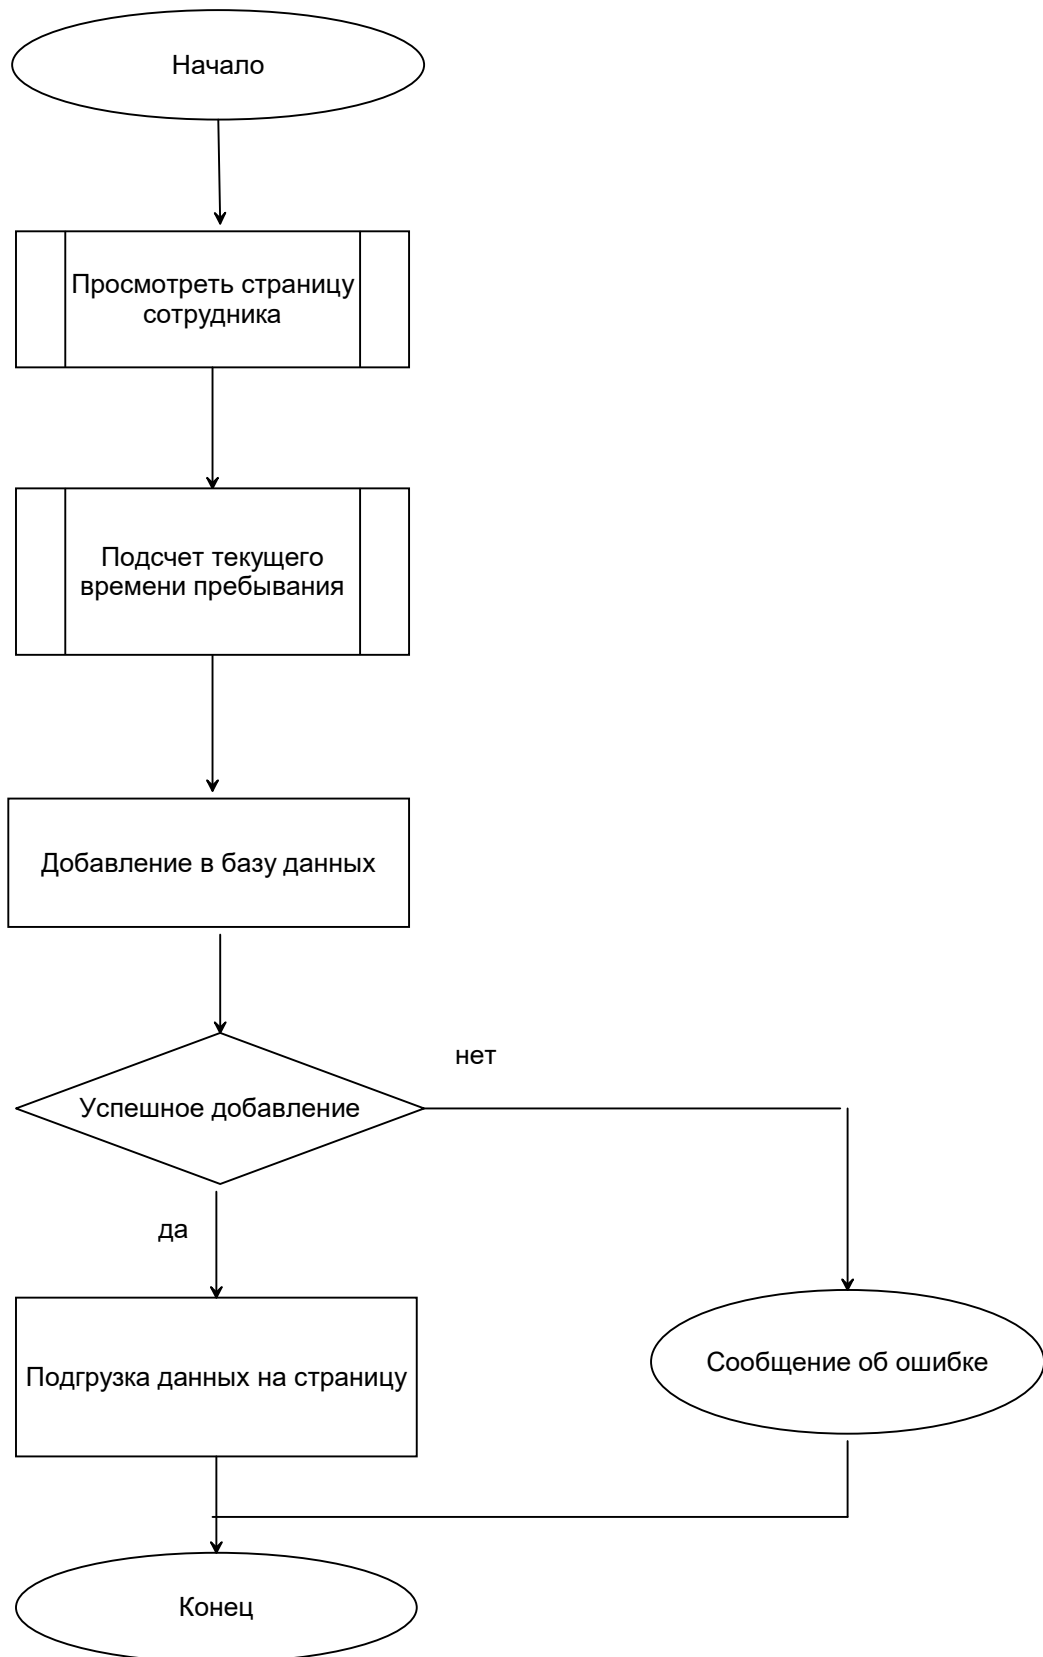 Начало
Просмотреть страницу
сотрудника
Подсчет текущего
времени пребывания
Добавление в базу данных
нет
Успешное добавление
да
Подгрузка данных на страницу
Сообщение об ошибке
Конец